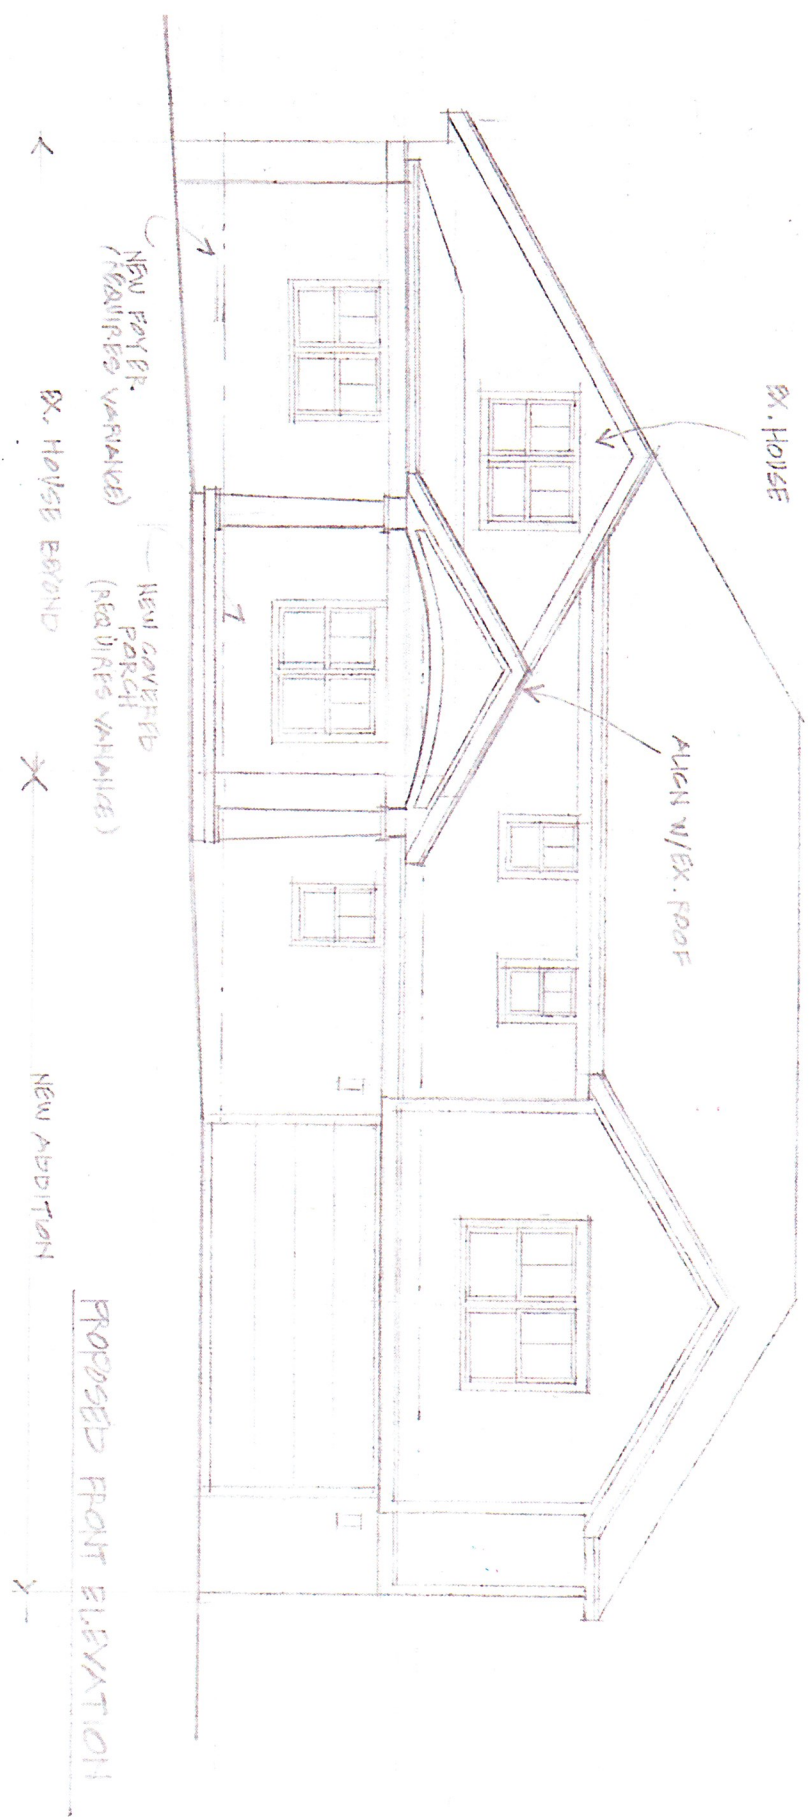 EX. HOUSE
ALIGN W/EX. ROOF
NEW FOYER
(REQUIRES VARIANCE)
NEW COVERED
PORCH
(REQUIRES VARIANCE)
EX. HOUSE BEYOND
NEW ADDITION
PROPOSED FRONT ELEVATION